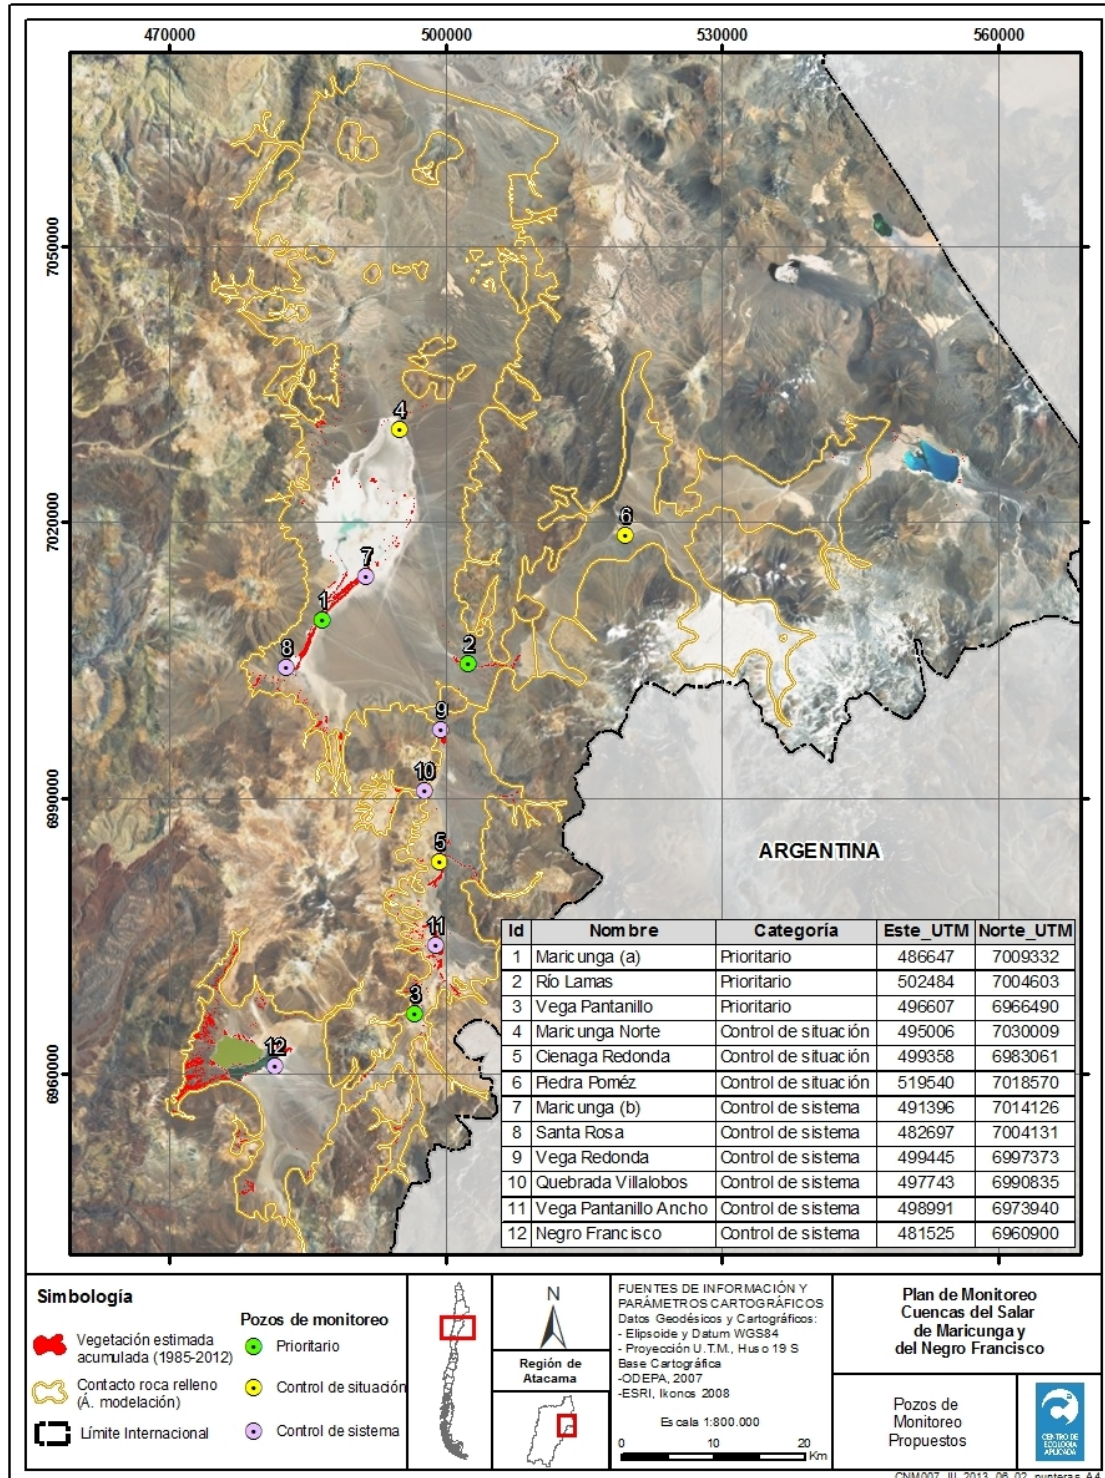 470000 500000 530000 560000
7050000
7020000
6990000
6960000
4
6
7
1
8
2
9
10
5
11
3
12
ARGENTINA
Id Nombre Categoría Este_UTM Norte_UTM
1 Maricunga (a) Prioritario 486647 7009332
2 Río Lamas Prioritario 502484 7004603
3 Vega Pantanillo Prioritario 496607 6966490
4 Maricunga Norte Control de situación 495006 7030009
5 Cienaga Redonda Control de situación 499358 6983061
6 Piedra Poméz Control de situación 519540 7018570
7 Maricunga (b) Control de sistema 491396 7014126
8 Santa Rosa Control de sistema 482697 7004131
9 Vega Redonda Control de sistema 499445 6997373
10 Quebrada Villalobos Control de sistema 497743 6990835
11 Vega Pantanillo Ancho Control de sistema 498991 6973940
12 Negro Francisco Control de sistema 481525 6960900
Simbología
Vegetación estimada
acumulada (1985-2012)
Contacto roca relleno
(Á. modelación)
Límite Internacional
Pozos de monitoreo
Prioritario
Control de situación
Control de sistema
N
Región de
Atacama
FUENTES DE INFORMACIÓN Y
PARÁMETROS CARTOGRÁFICOS
Datos Geodésicos y Cartográficos:
- Elipsoide y Datum WGS84
- Proyección U.T.M., Huso 19 S
Base Cartográfica
-ODEPA, 2007
-ESRI, Ikonos 2008
Escala 1:800.000
0 10 20
Km
Plan de Monitoreo
Cuencas del Salar
de Maricunga y
del Negro Francisco
Pozos de
Monitoreo
Propuestos
CENTRO DE
ECOLOGÍA
APLICADA
CNM007_III_2013_06_02_punteras_A4